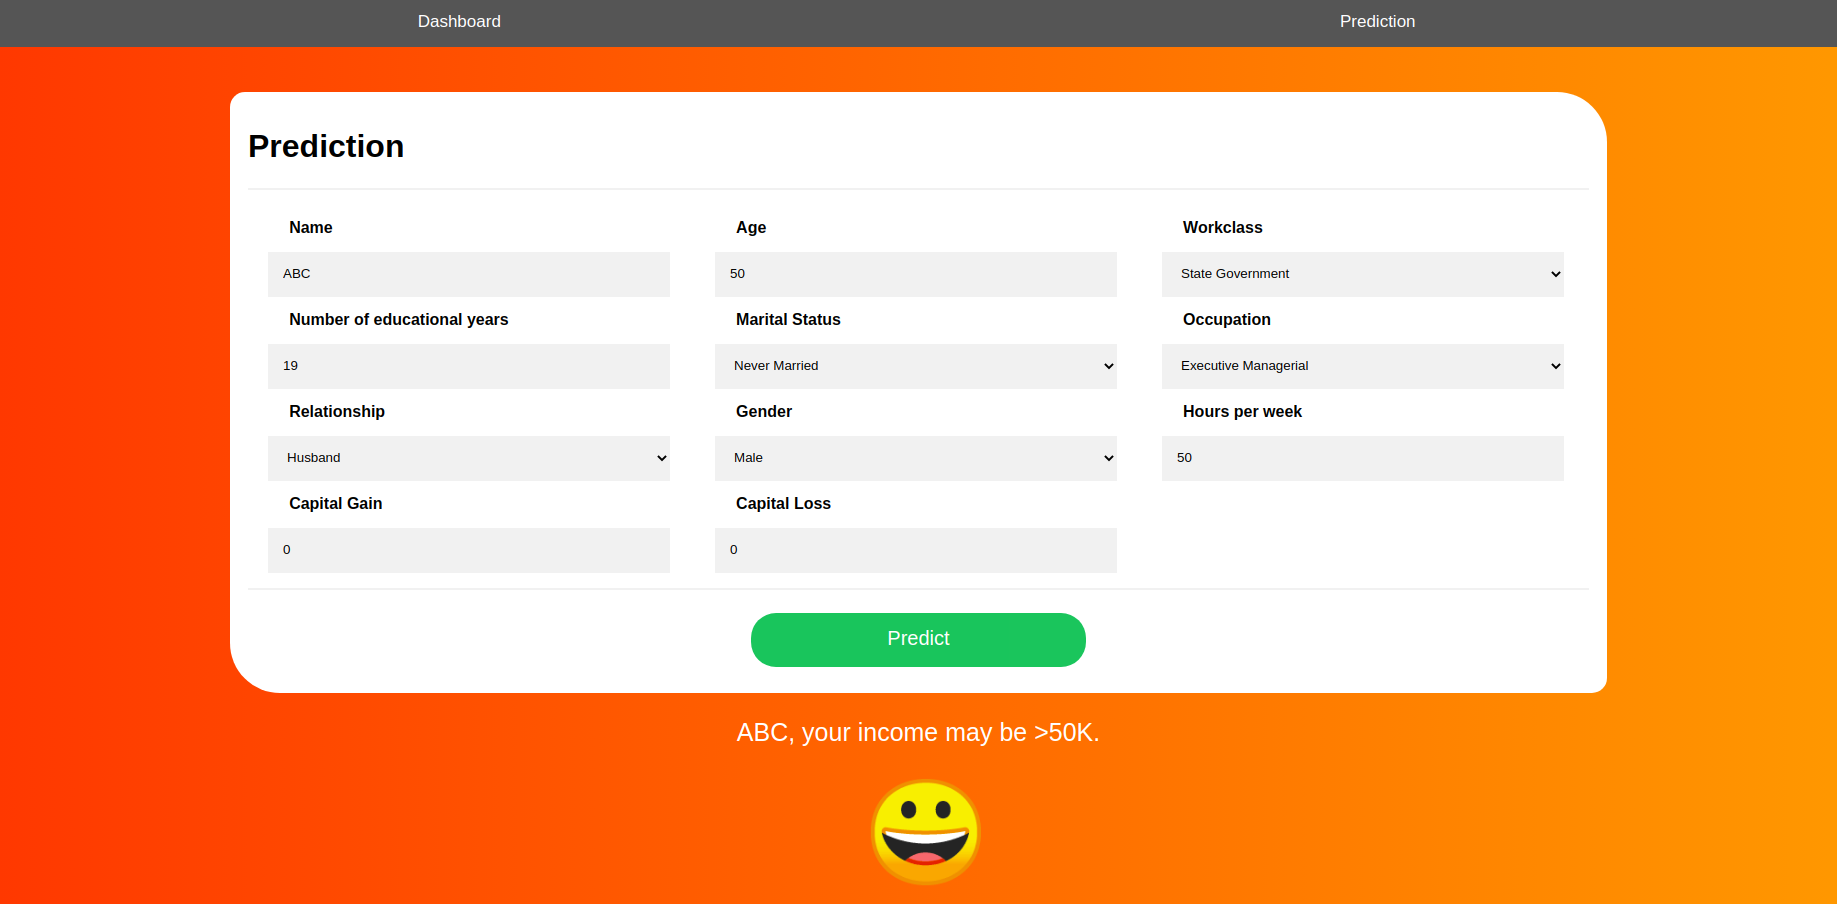 Dashboard Prediction
Prediction
Name Age Workclass
ABC 50 State Government
Number of educational years Marital Status Occupation
19 Never Married Executive Managerial
Relationship Gender Hours per week
Husband Male 50
Capital Gain Capital Loss
0 0
Predict
ABC, your income may be >50K.